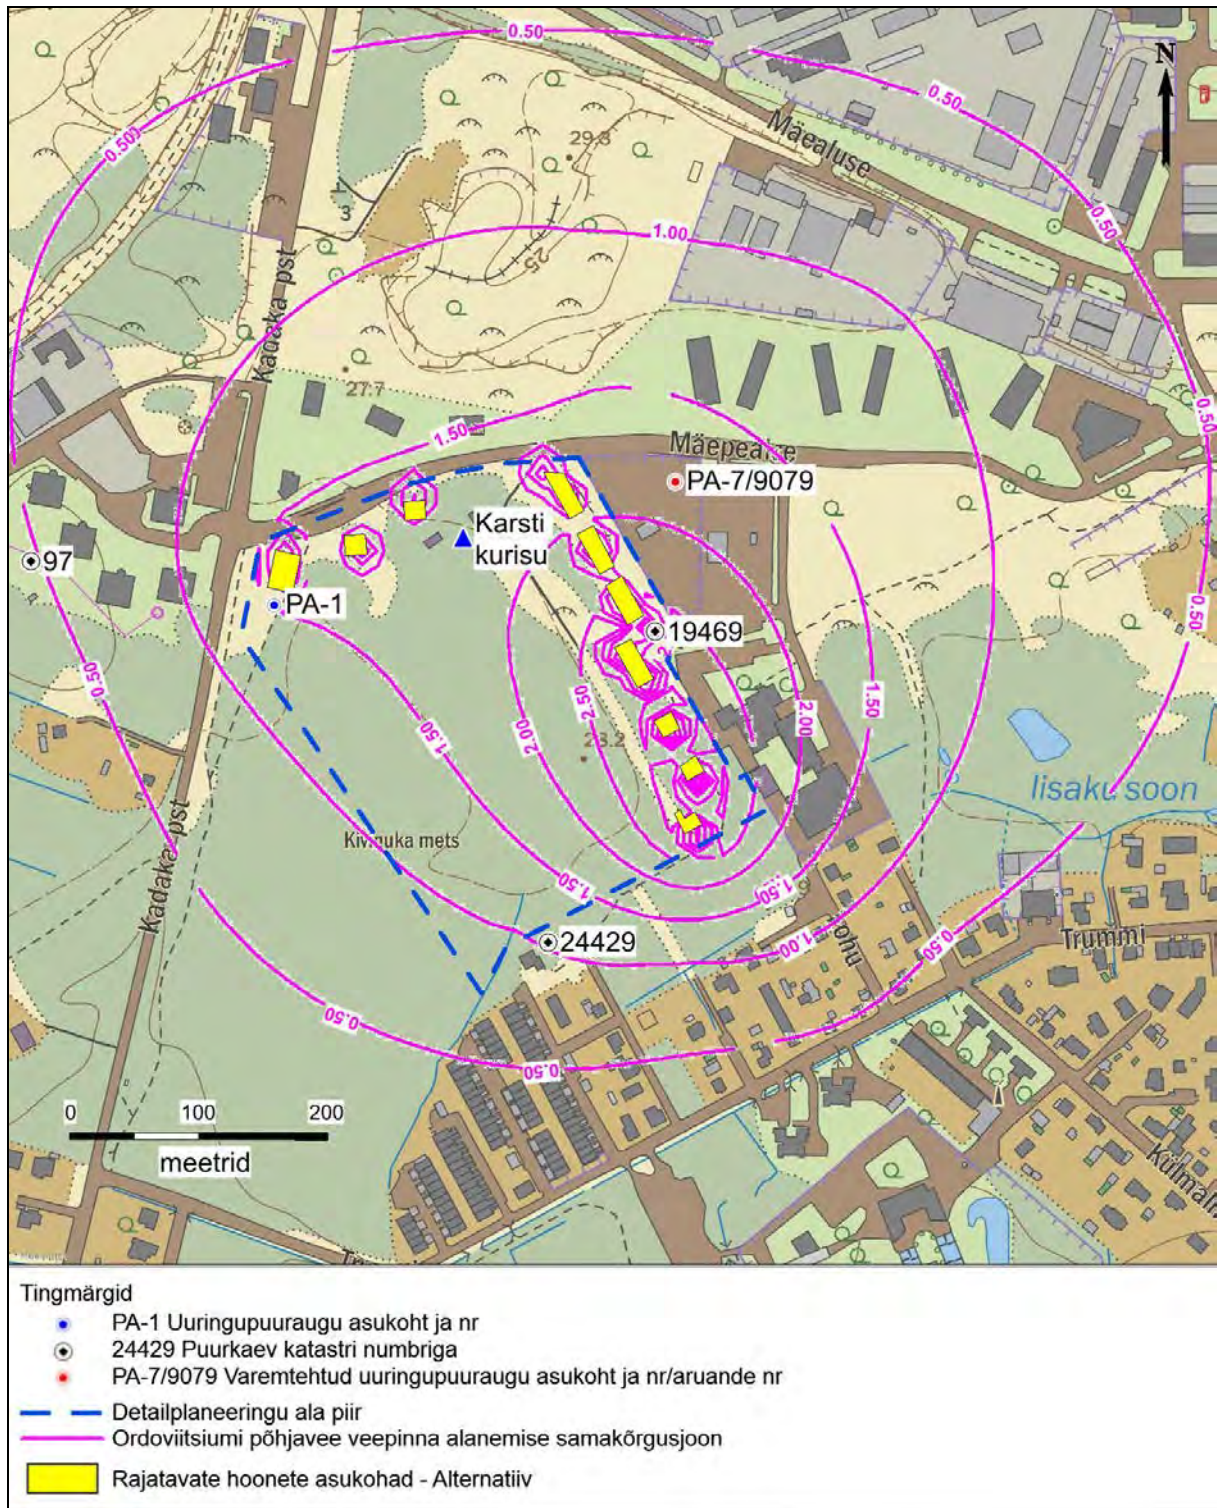 0.50
0.50
0.50
N
Mäealuse
29.3
3
0.50
1.00
25
Kadaka pst
27.7
1.50
0.50
Mäepealse
PA-7/9079
Karsti
kurisu
97
PA-1
19469
0.50
2.50
2.00
1.50
2.00
1.50
23.2
Iisaku soon
Kadaka pst
Kivinuka mets
1.50
1.50
1.00
24429
Tohu
Trummi
0.50
0.50
0.50
0 100 200
meetrid
Külmalli
Tr
Tingmärgid
PA-1 Uuringupuuraugu asukoht ja nr
24429 Puurkaev katastri numbriga
PA-7/9079 Varemtehtud uuringupuuraugu asukoht ja nr/aruande nr
Detailplaneeringu ala piir
Ordoviitsiumi põhjavee veepinna alanemise samakõrgusjoon
Rajatavate hoonete asukohad - Alternatiiv